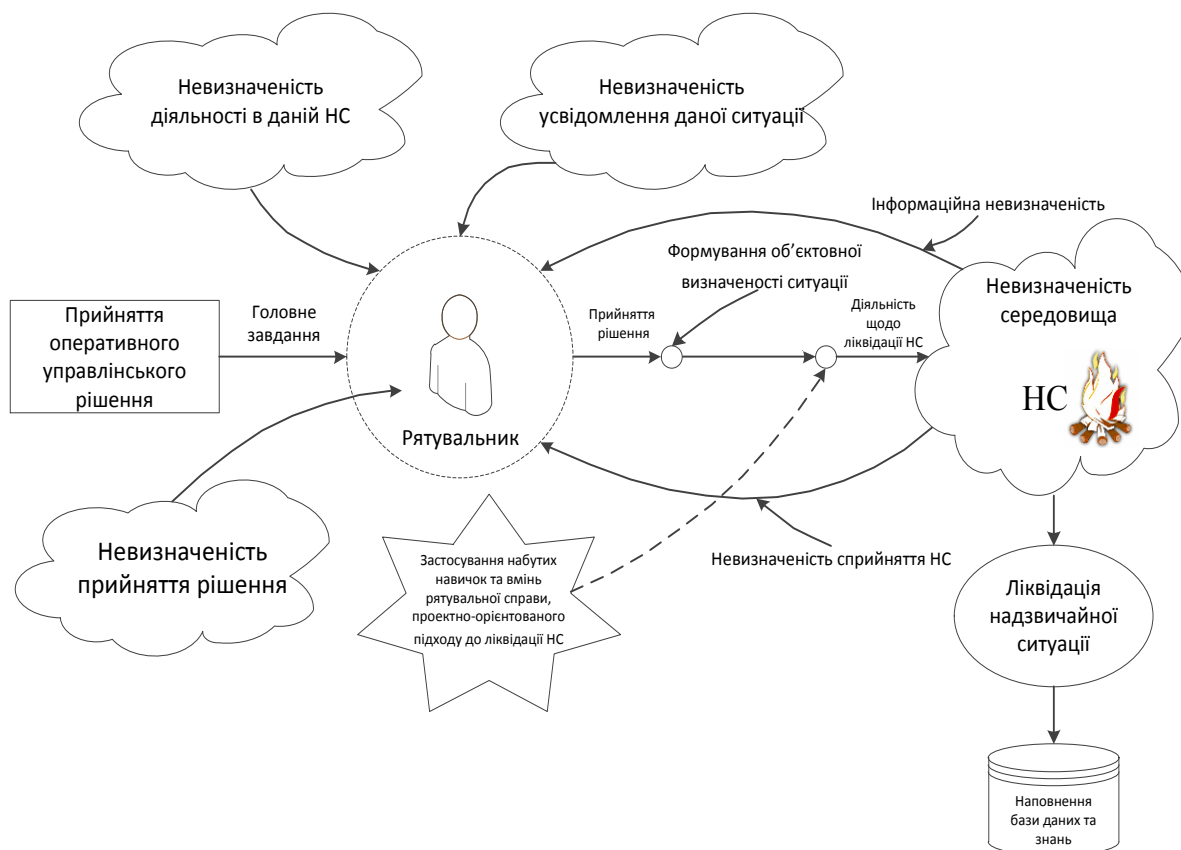 Невизначеність
діяльності в даній НС
Невизначеність
усвідомлення даної ситуації
Інформаційна невизначеність
Формування об’єктовної
визначеності ситуації
Невизначеність
середовища
НС
Прийняття
оперативного
управлінського
рішення
Головне
завдання
Рятувальник
Прийняття
рішення
Діяльність
щодо
ліквідації НС
Невизначеність
прийняття рішення
Застосування набутих
навичок та вмінь
рятувальної справи,
проектно-орієнтованого
підходу до ліквідації НС
Невизначеність сприйняття НС
Ліквідація
надзвичайної
ситуації
Наповнення
бази даних та
знань